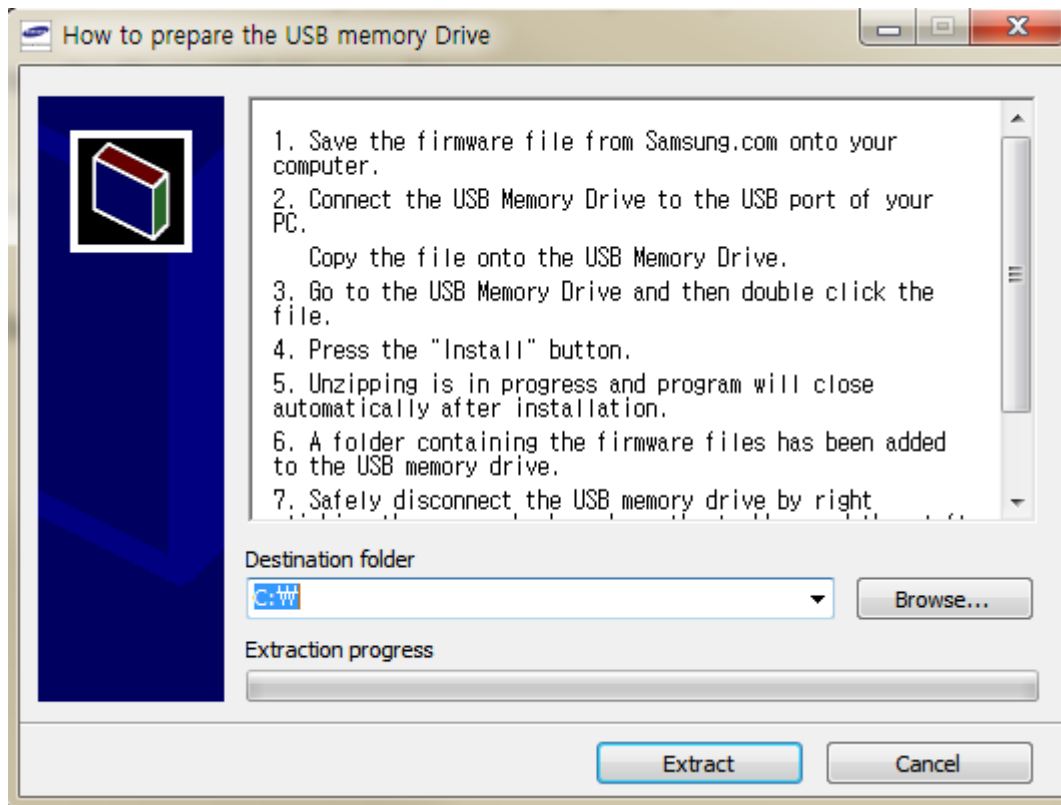 How to prepare the USB memory Drive
1. Save the firmware file from Samsung.com onto your
computer.
2. Connect the USB Memory Drive to the USB port of your
PC.
Copy the file onto the USB Memory Drive.
3. Go to the USB Memory Drive and then double click the
file.
4. Press the "Install" button.
5. Unzipping is in progress and program will close
automatically after installation.
6. A folder containing the firmware files has been added
to the USB memory drive.
7. Safely disconnect the USB memory drive by right
Destination folder
C:₩
Browse...
Extraction progress
Extract
Cancel